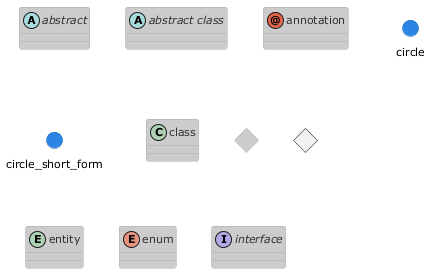 A abstract
A abstract class
@ annotation
circle
circle_short_form
C class
E entity
E enum
I interface